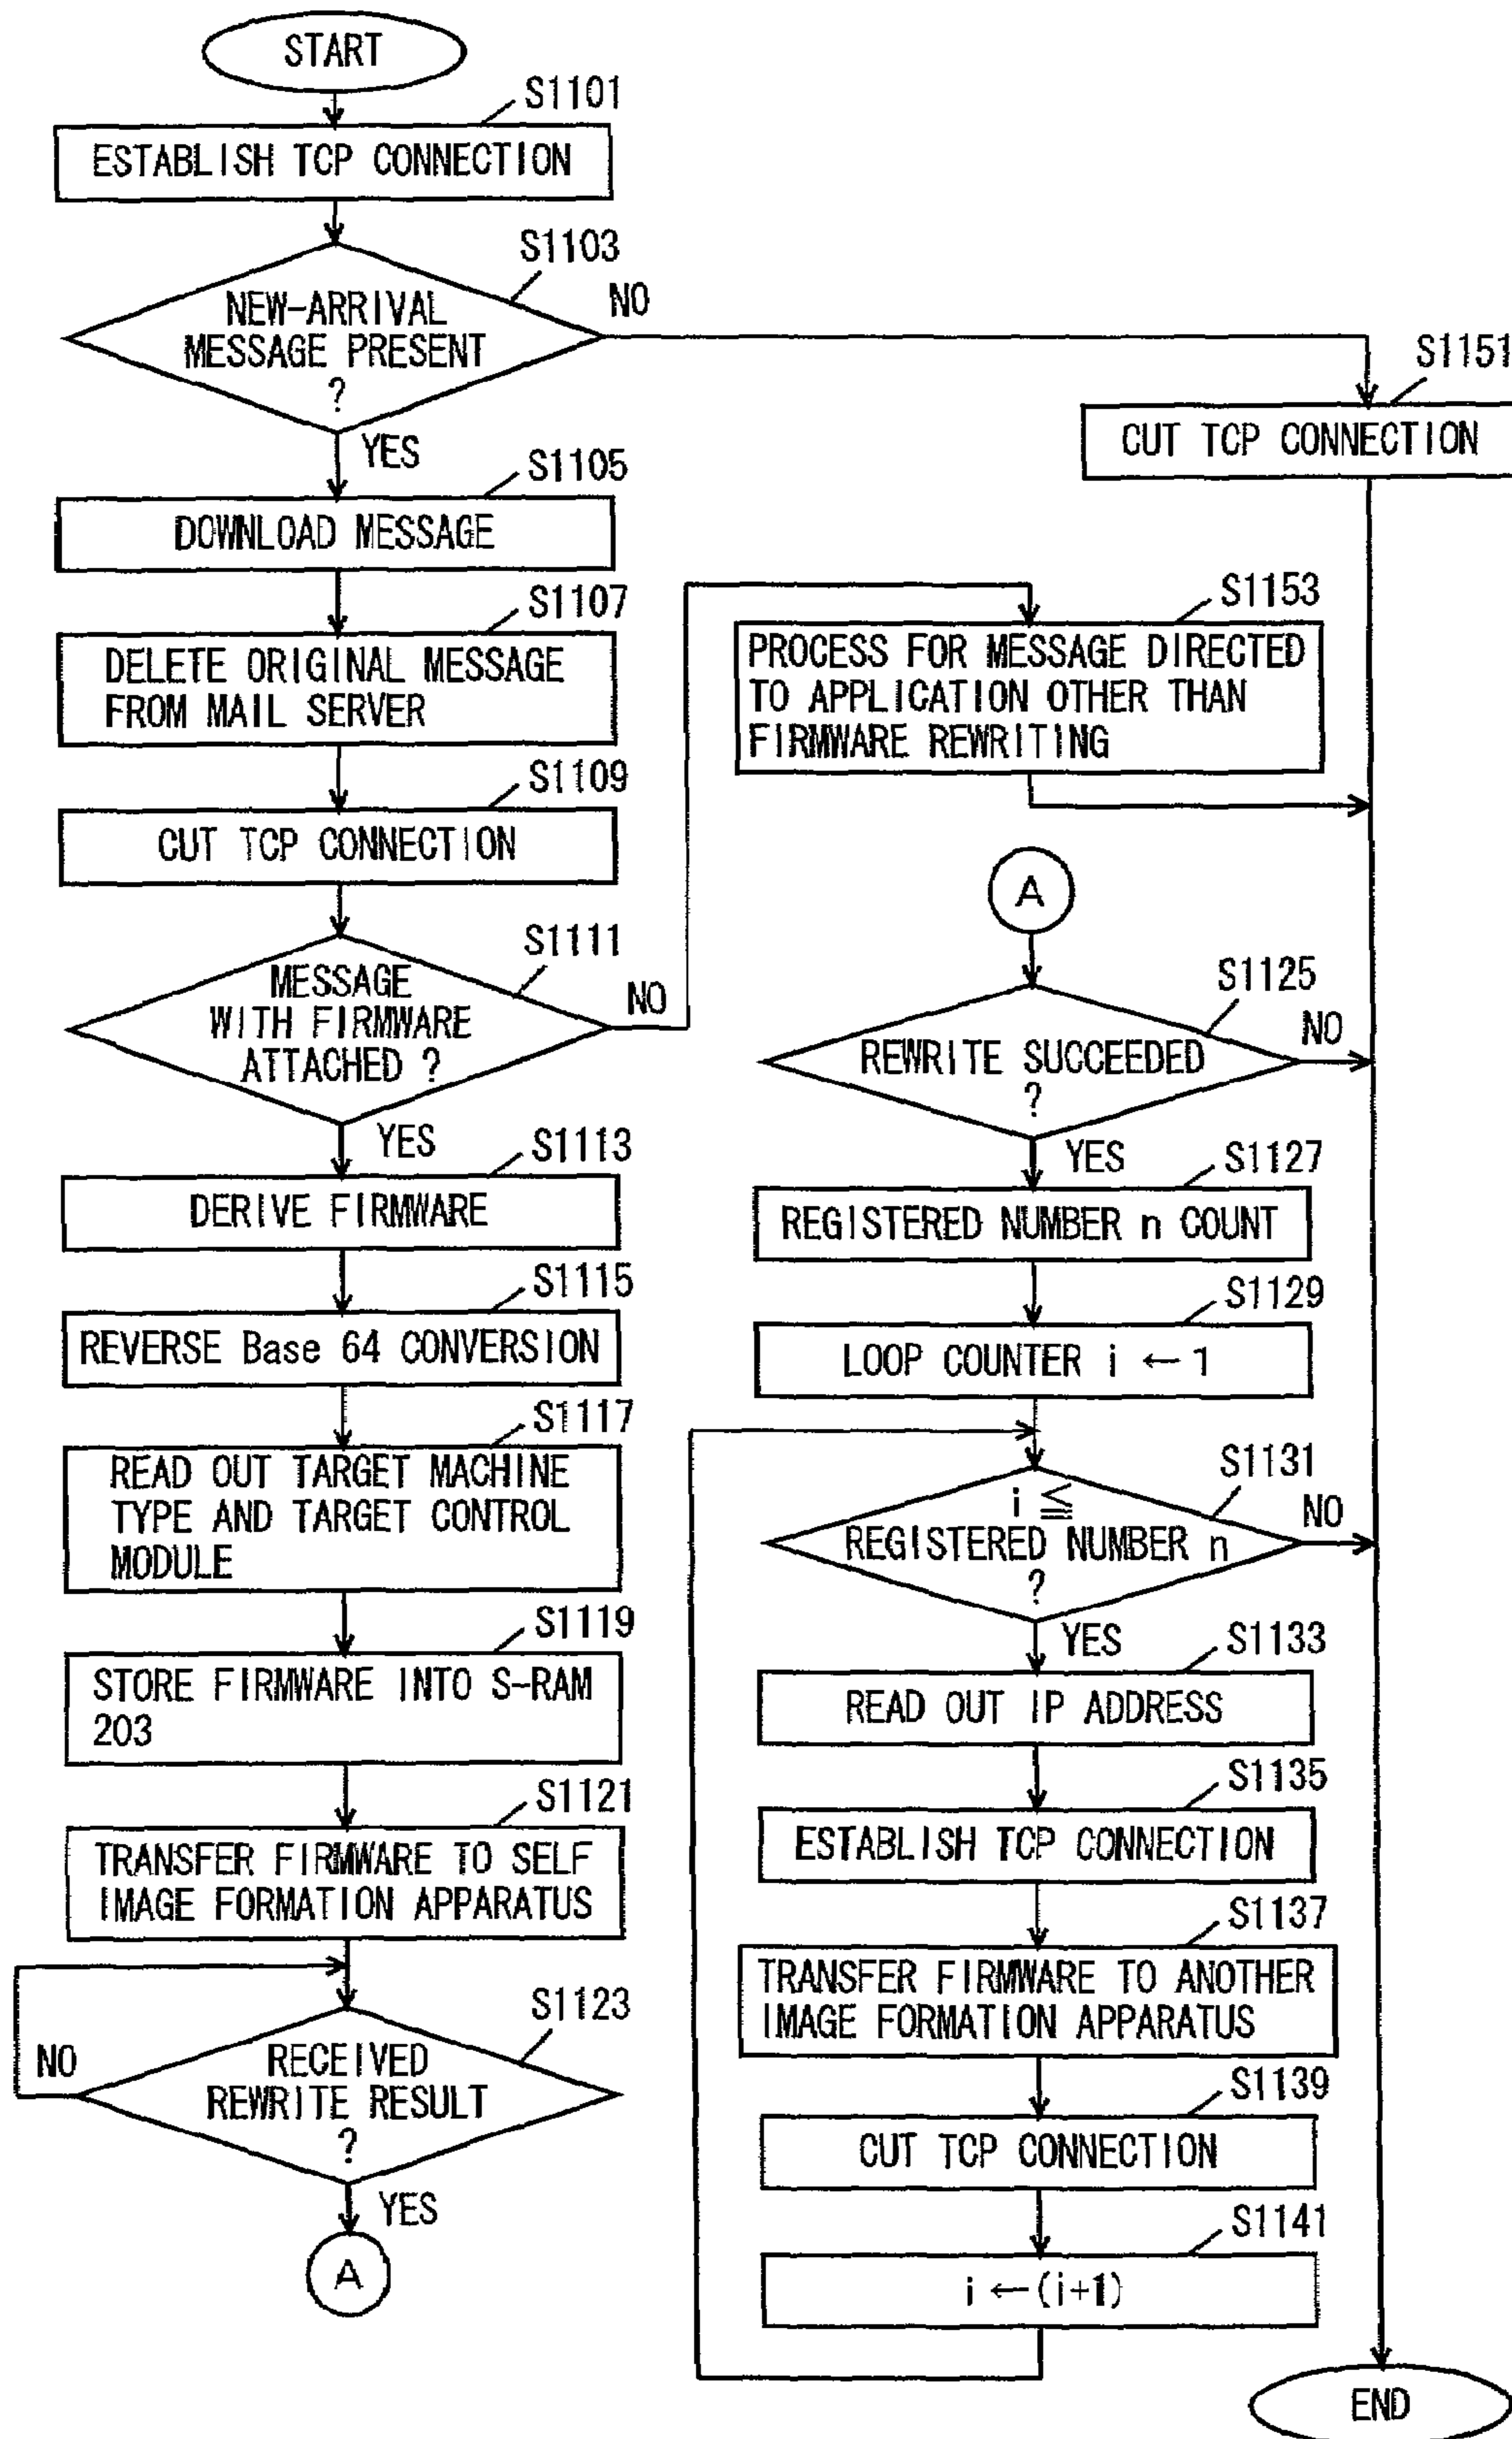 START
S1101
ESTABLISH TCP CONNECTION
S1103
NEW-ARRIVAL
MESSAGE PRESENT
?
NO
YES
S1151
CUT TCP CONNECTION
S1105
DOWNLOAD MESSAGE
S1107
DELETE ORIGINAL MESSAGE
FROM MAIL SERVER
S1109
CUT TCP CONNECTION
S1111
MESSAGE
WITH FIRMWARE
ATTACHED ?
NO
YES
S1153
PROCESS FOR MESSAGE DIRECTED
TO APPLICATION OTHER THAN
FIRMWARE REWRITING
S1113
DERIVE FIRMWARE
S1115
REVERSE Base 64 CONVERSION
S1117
READ OUT TARGET MACHINE
TYPE AND TARGET CONTROL
MODULE
S1119
STORE FIRMWARE INTO S-RAM
203
S1121
TRANSFER FIRMWARE TO SELF
IMAGE FORMATION APPARATUS
S1123
RECEIVED
REWRITE RESULT
?
NO
YES
A
A
S1125
REWRITE SUCCEEDED
?
NO
YES
S1127
REGISTERED NUMBER n COUNT
S1129
LOOP COUNTER i ← 1
S1131
i ≦
REGISTERED NUMBER n
?
NO
YES
S1133
READ OUT IP ADDRESS
S1135
ESTABLISH TCP CONNECTION
S1137
TRANSFER FIRMWARE TO ANOTHER
IMAGE FORMATION APPARATUS
S1139
CUT TCP CONNECTION
S1141
i ← (i+1)
END